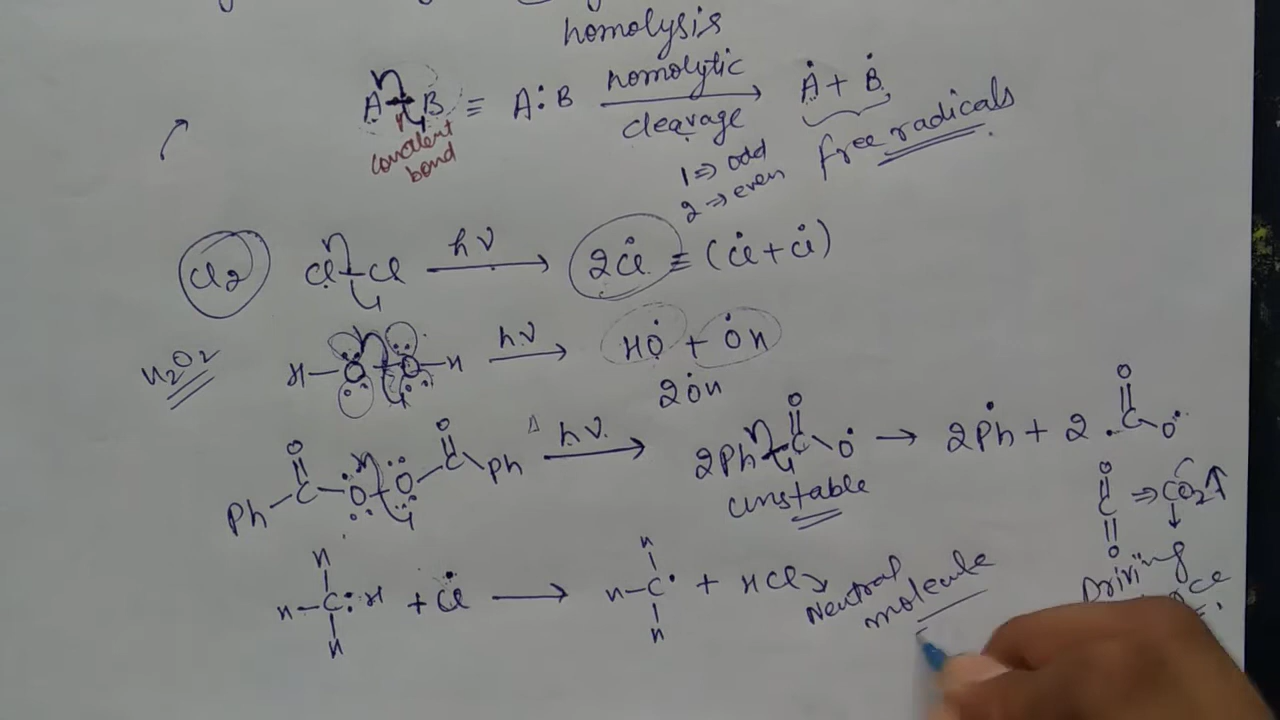 homolysis
A–B ≡ A:B homolytic cleavage → Ȧ + Ḃ
covalent bond
free radicals
1 ⇒ odd
2 → even
Cl2 Cl–Cl hν → 2Ċl ≡ (Ċl + Ċl)
H2O2 H–O–O–H hν → HȮ + ȮH
2ȮH
Ph–C(=O)–O–O–C(=O)–Ph Δ hν → 2Ph–C(=O)–O• → 2Ṗh + 2 •C(=O)–O•
unstable
O=C=O ⇒ CO2↑
Driving
H–C:H + Ċl → H–C• + HCl
Neutral molecule